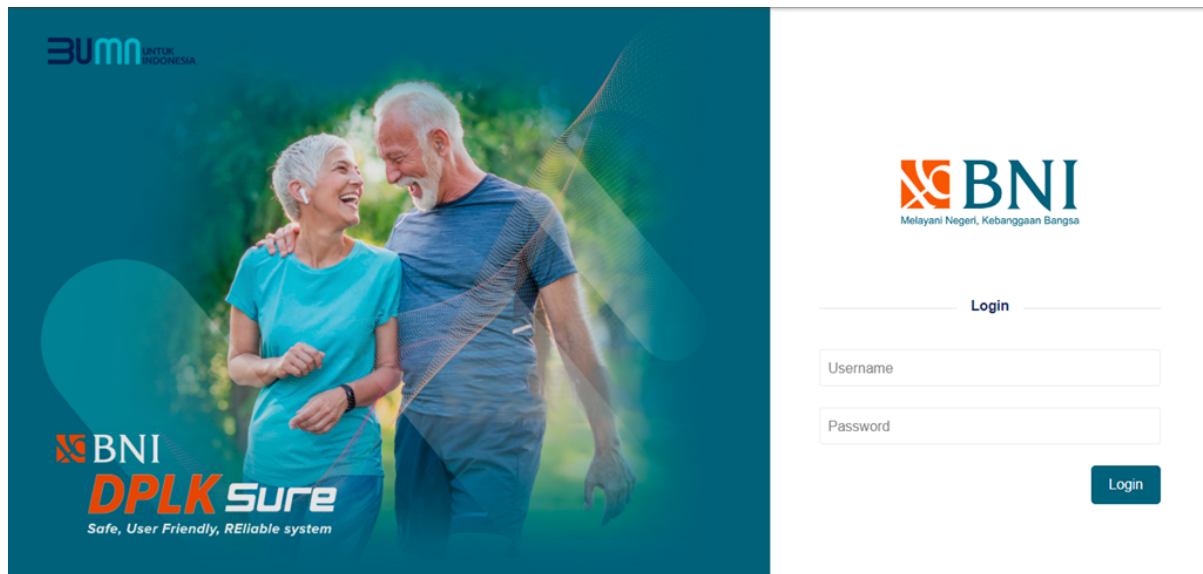 BUMN UNTUK
INDONESIA
BNI
DPLK Sure
Safe, User Friendly, REliable system
BNI
Melayani Negeri, Kebanggaan Bangsa
Login
Username
Password
Login